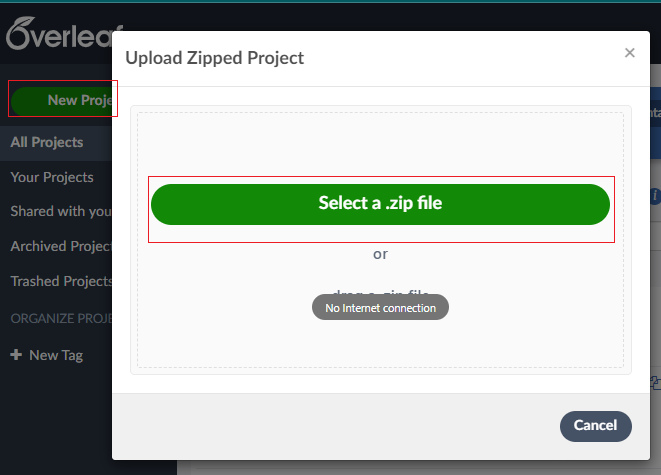 Overleaf
Upload Zipped Project
×
New Proje
All Projects
Your Projects
Shared with you
Archived Project
Trashed Projects
ORGANIZE PROJE
New Tag
Select a .zip file
or
drag a .zip file
No Internet connection
Cancel